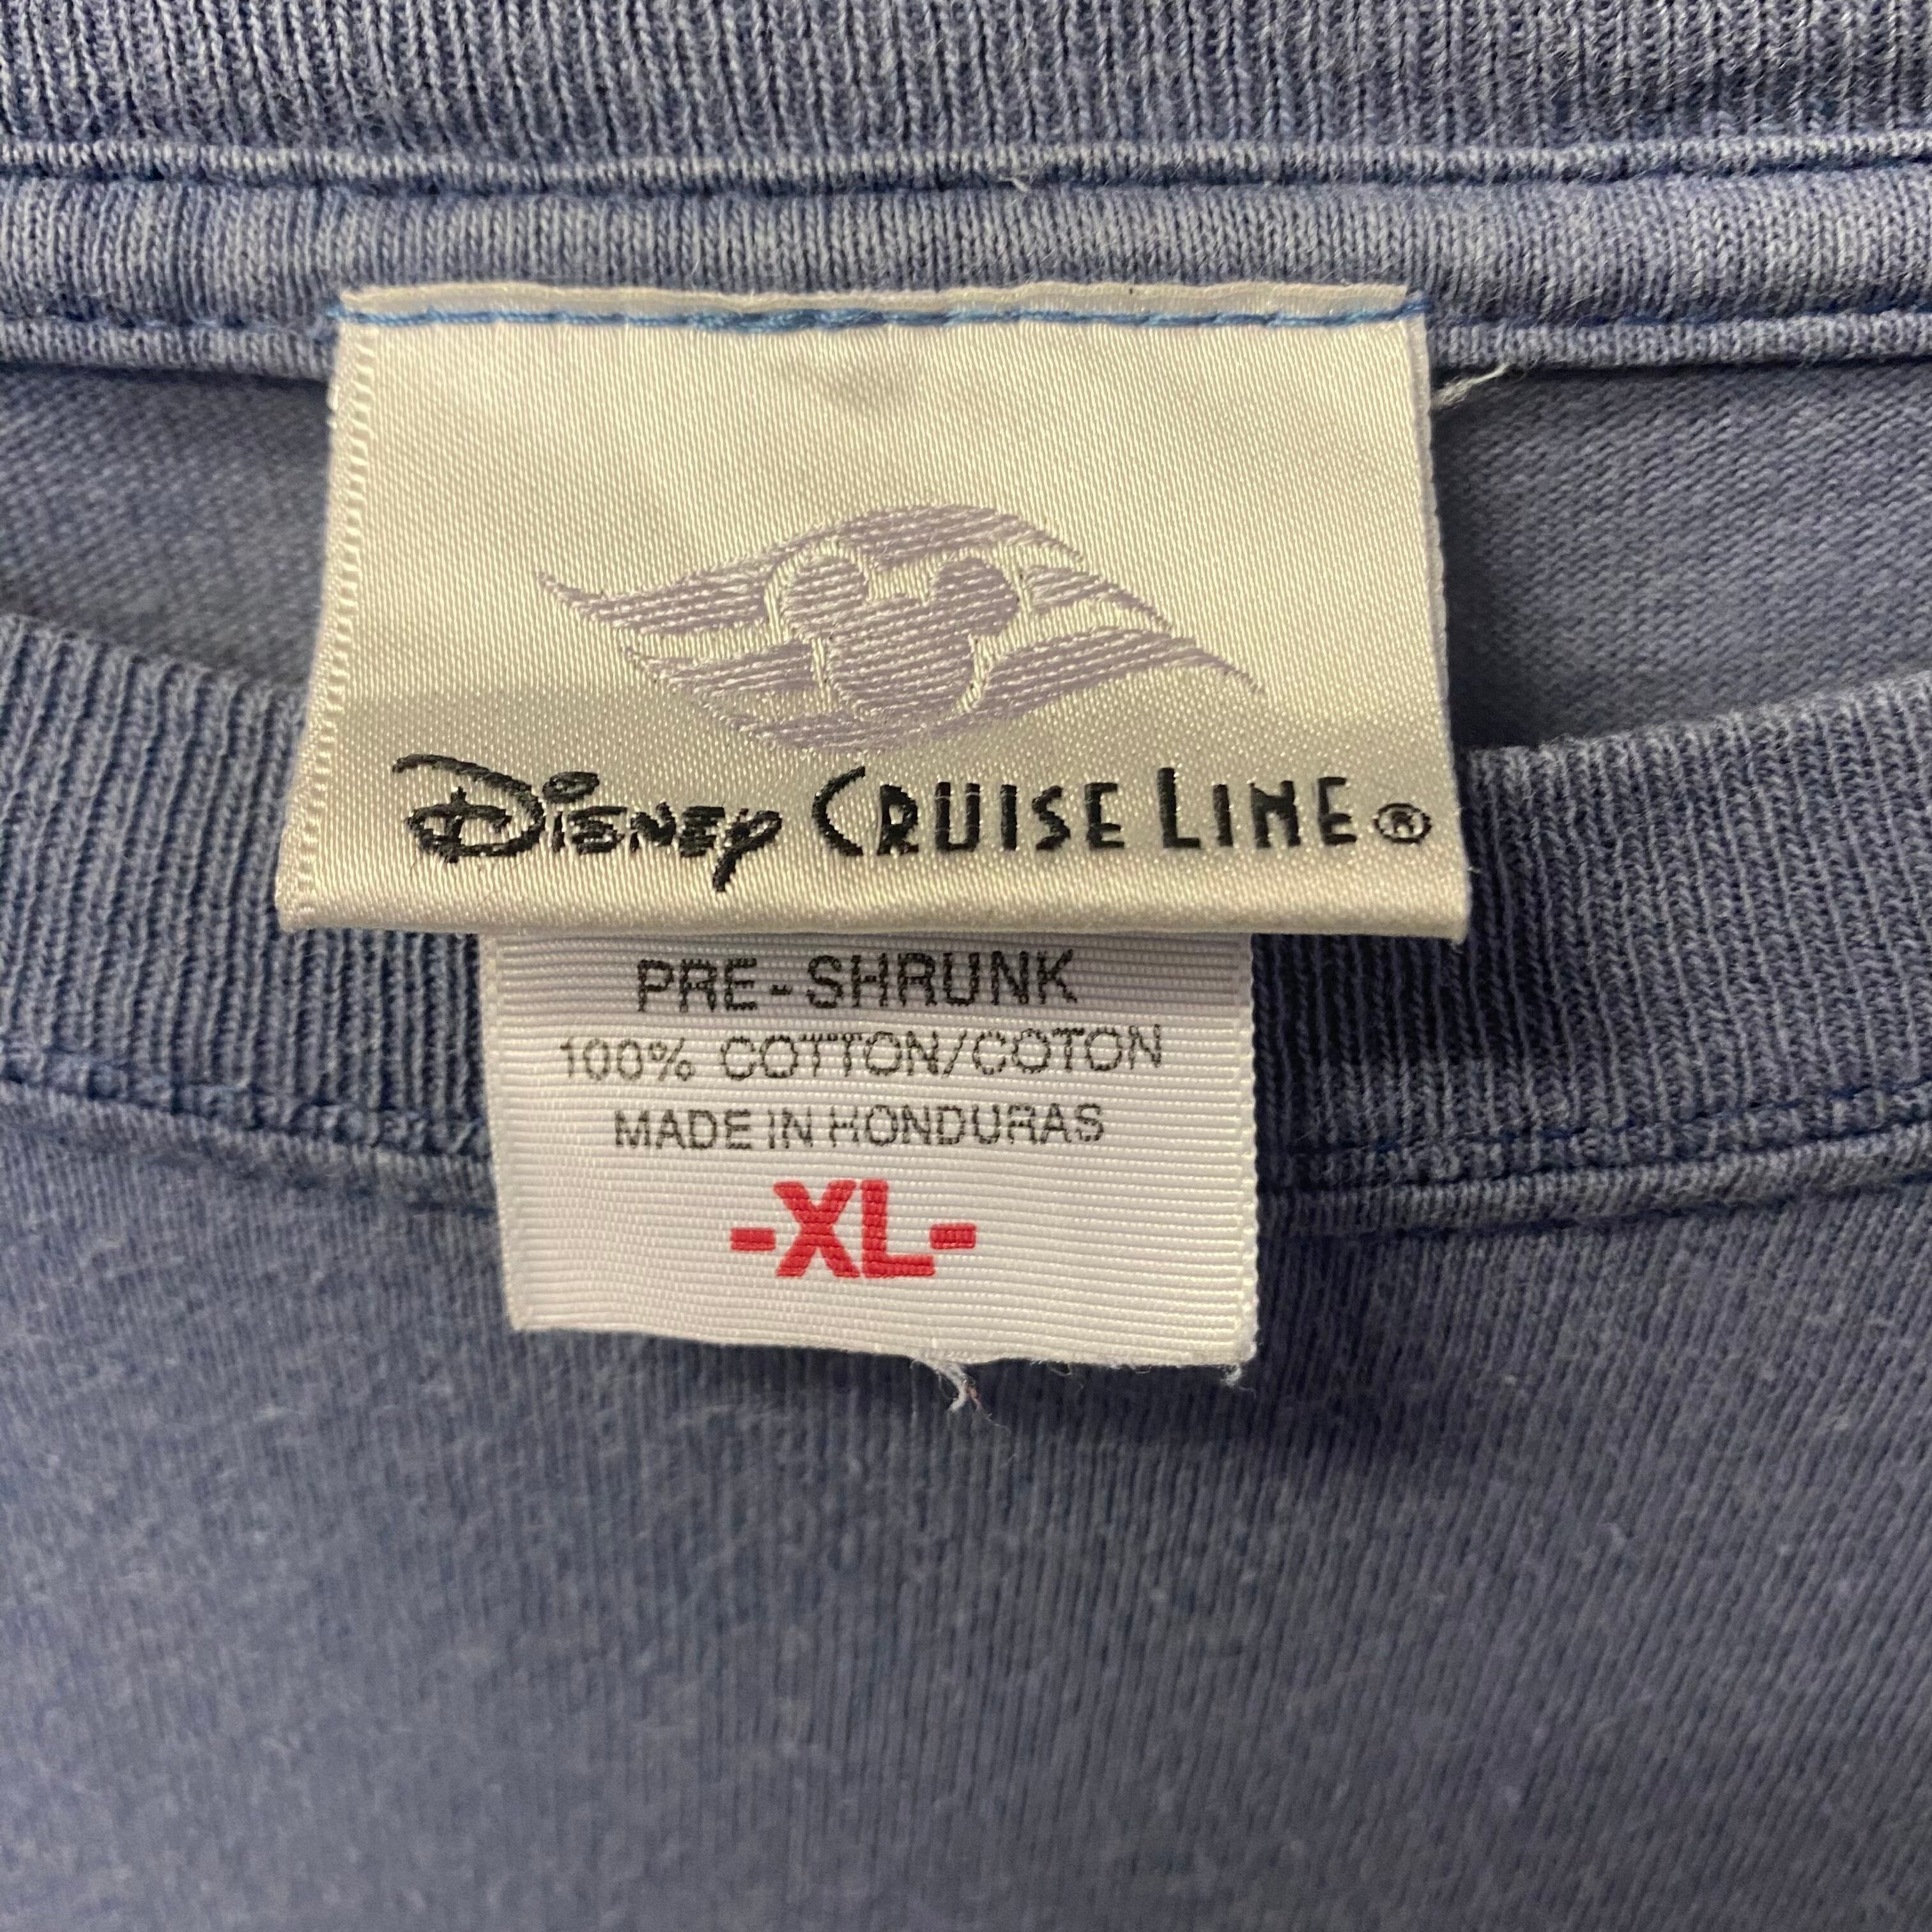 Disney Cruise Line®
PRE-SHRUNK
100% COTTON/COTON
MADE IN HONDURAS
-XL-